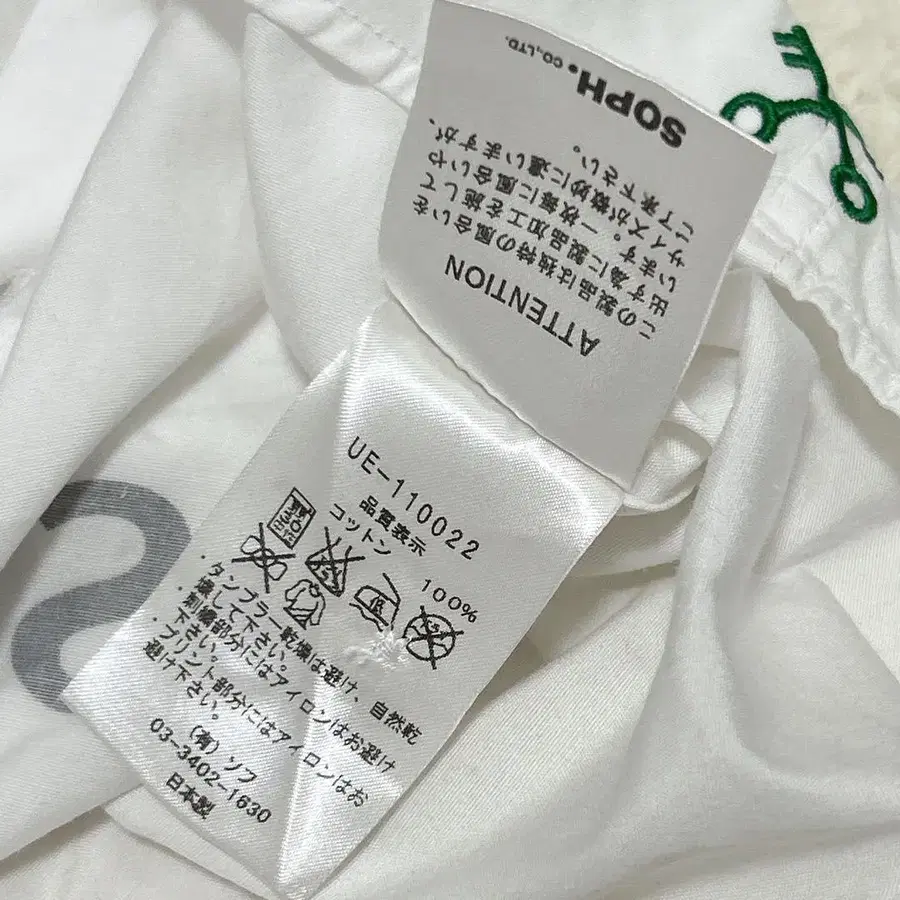 ATTENTION
この製品は独特の風合いを
出す為に製品加工を施して
います。一枚毎に風合いや
サイズが微妙に違いますが、
ご了承下さい。
SOPH. CO.,LTD.
UE-110022
品質表示
コットン 100%
低
・タンブラー乾燥は避け、自然乾
燥して下さい。
・刺繍部分にはアイロンはお避け
下さい。
・プリント部分にはアイロンはお
避け下さい。
(有)ソフ
03-3402-1630
日本製
S